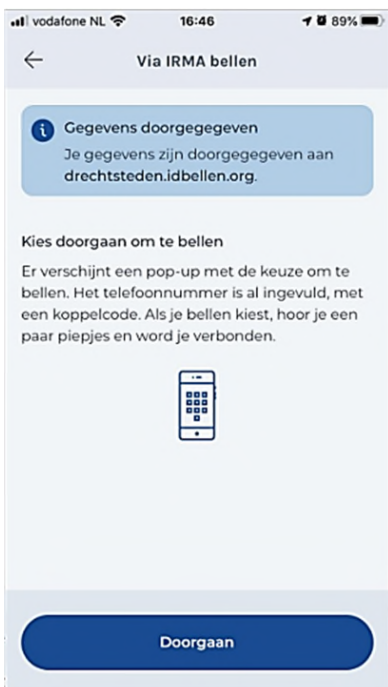 vodafone NL 16:46 89%
Via IRMA bellen
Gegevens doorgegegeven
Je gegevens zijn doorgegegeven aan
drechtsteden.idbellen.org.
Kies doorgaan om te bellen
Er verschijnt een pop-up met de keuze om te
bellen. Het telefoonnummer is al ingevuld, met
een koppelcode. Als je bellen kiest, hoor je een
paar piepjes en word je verbonden.
Doorgaan